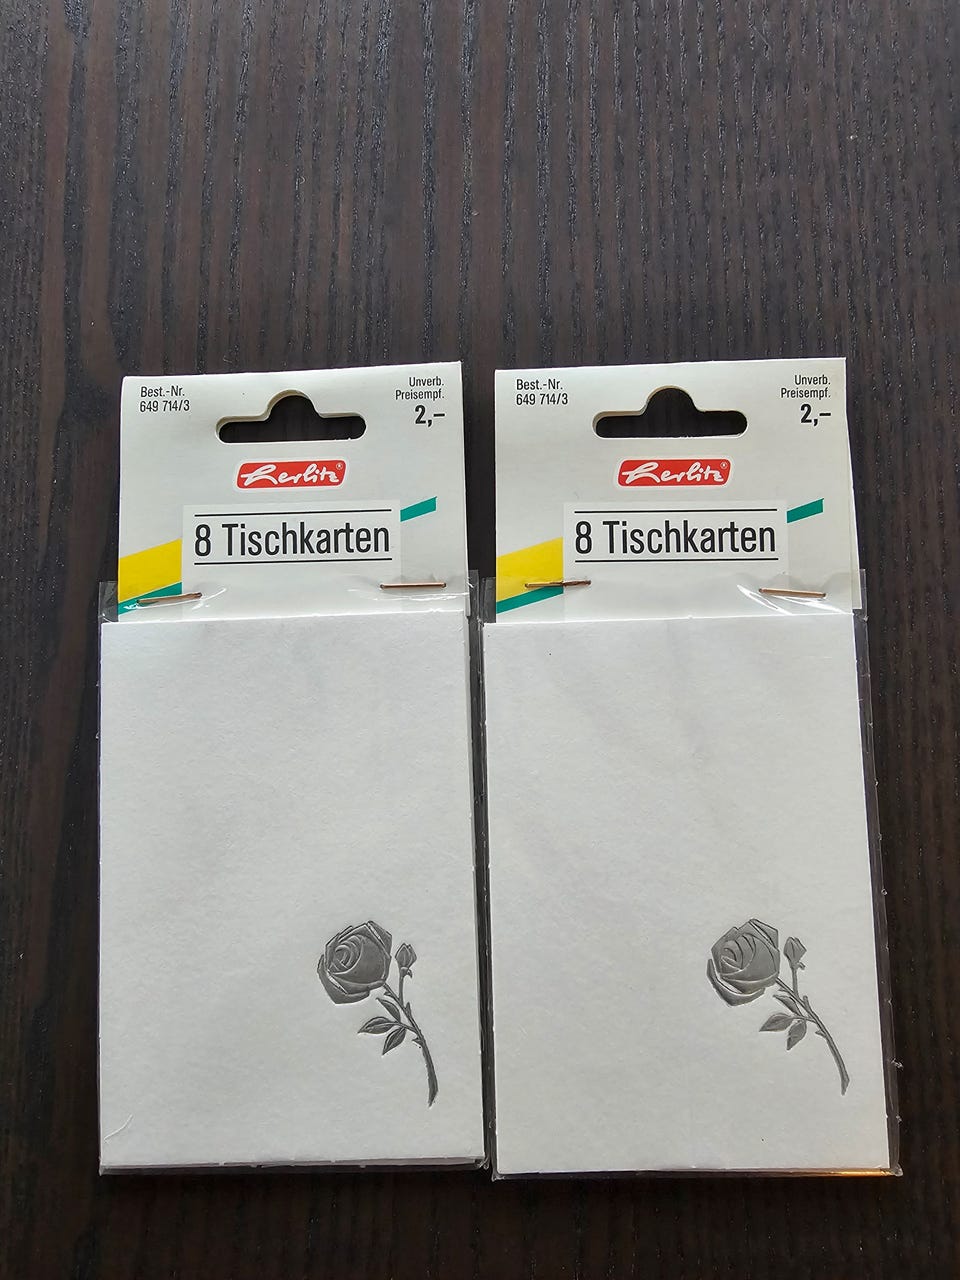 Best.-Nr.
649 714/3
Unverb.
Preisempf.
2,–
herlitz®
8 Tischkarten
Best.-Nr.
649 714/3
Unverb.
Preisempf.
2,–
herlitz®
8 Tischkarten